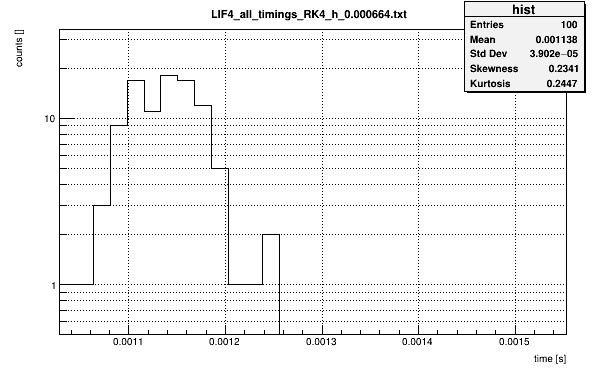 LIF4_all_timings_RK4_h_0.000664.txt
hist
Entries 100
Mean 0.001138
Std Dev 3.902e−05
Skewness 0.2341
Kurtosis 0.2447
counts []
10
1
0.0011 0.0012 0.0013 0.0014 0.0015
time [s]